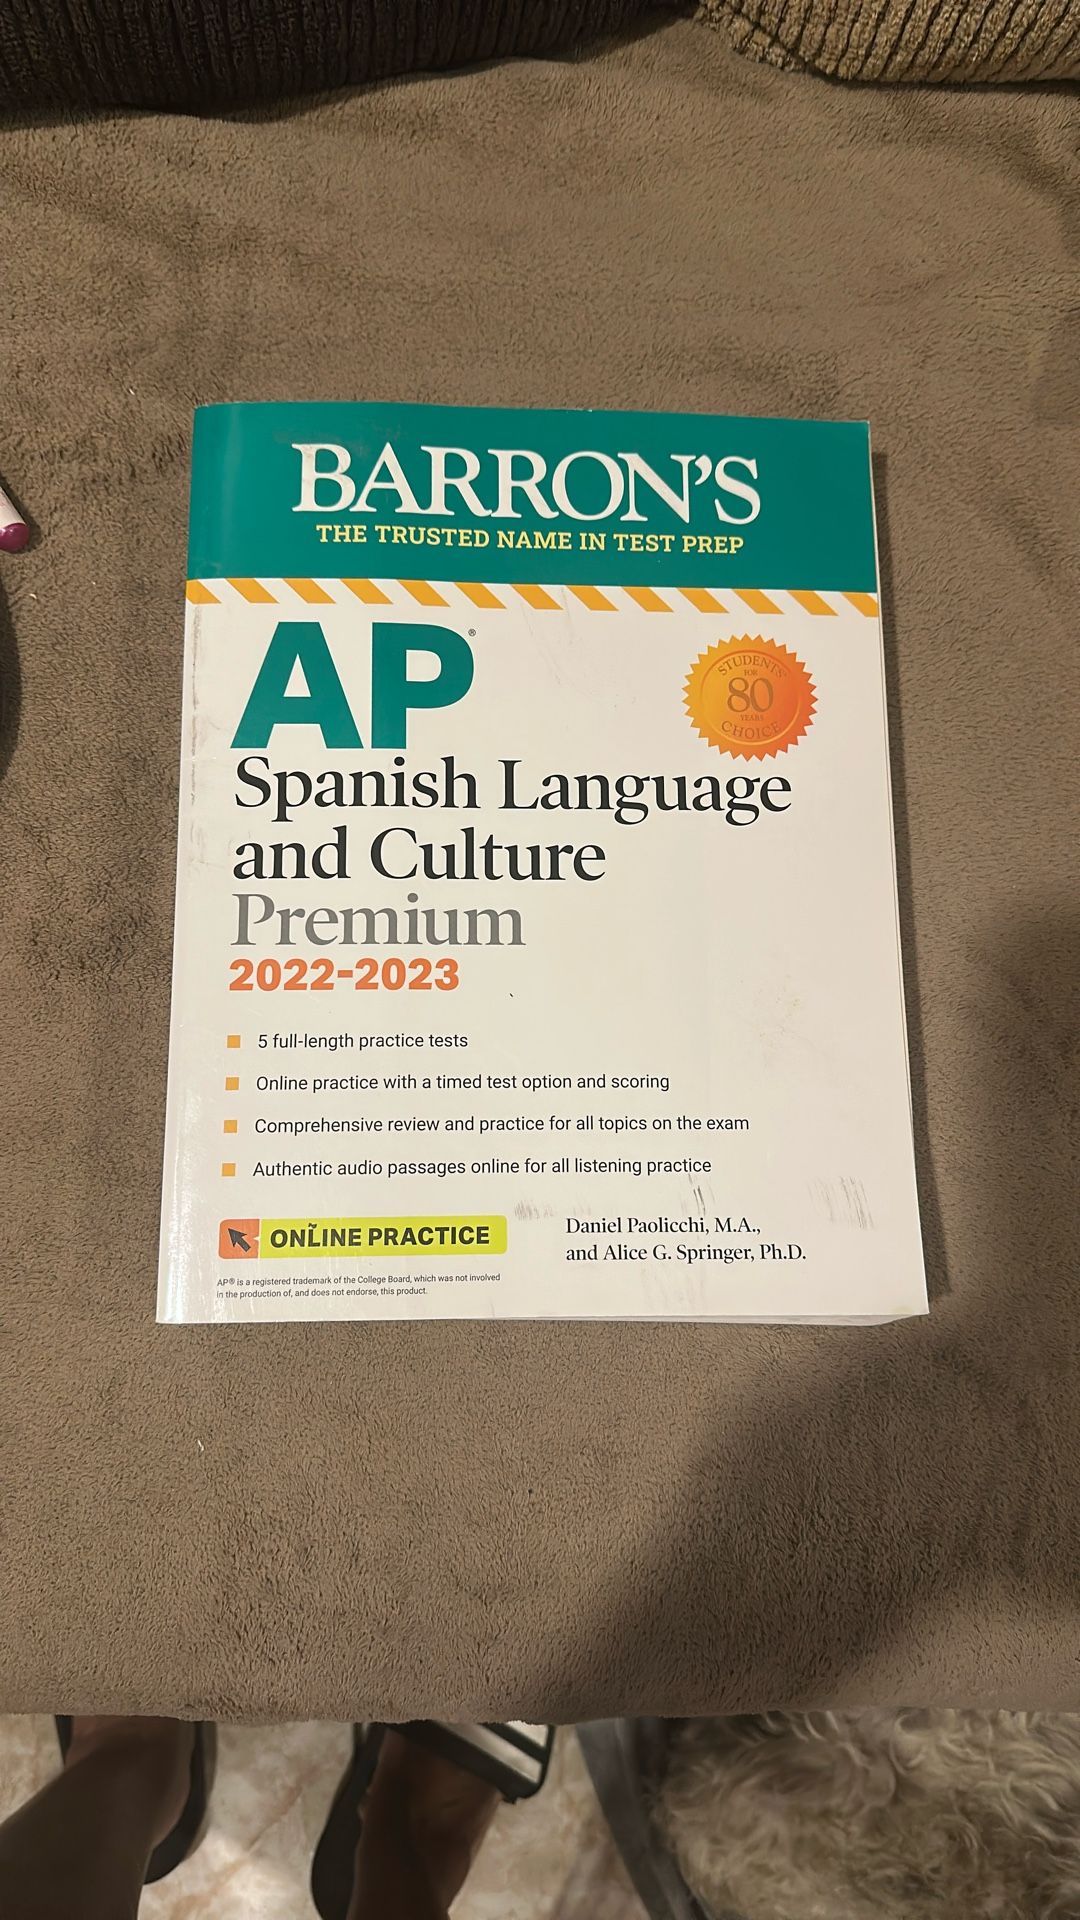 BARRON'S
THE TRUSTED NAME IN TEST PREP
AP®
STUDENTS'
FOR
80
YEARS
CHOICE
Spanish Language
and Culture
Premium
2022-2023
5 full-length practice tests
Online practice with a timed test option and scoring
Comprehensive review and practice for all topics on the exam
Authentic audio passages online for all listening practice
ONLINE PRACTICE
Daniel Paolicchi, M.A.,
and Alice G. Springer, Ph.D.
AP® is a registered trademark of the College Board, which was not involved
in the production of, and does not endorse, this product.